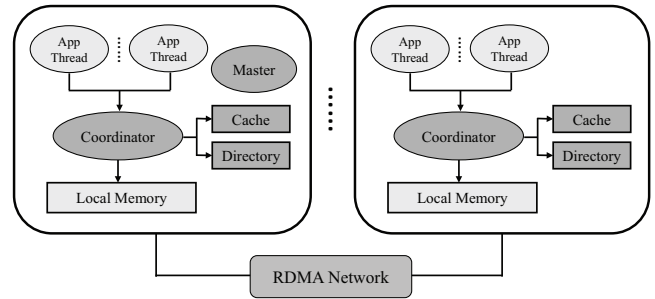 App
Thread
App
Thread
Master
Coordinator
Cache
Directory
Local Memory
App
Thread
App
Thread
Coordinator
Cache
Directory
Local Memory
RDMA Network